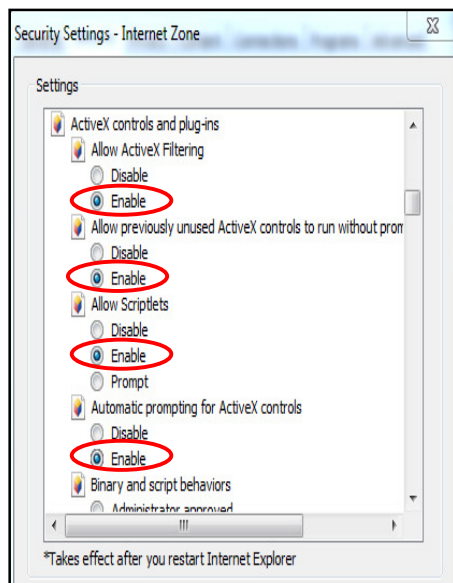 Security Settings - Internet Zone
Settings
ActiveX controls and plug-ins
Allow ActiveX Filtering
Disable
Enable
Allow previously unused ActiveX controls to run without prom
Disable
Enable
Allow Scriptlets
Disable
Enable
Prompt
Automatic prompting for ActiveX controls
Disable
Enable
Binary and script behaviors
Administrator approved
*Takes effect after you restart Internet Explorer